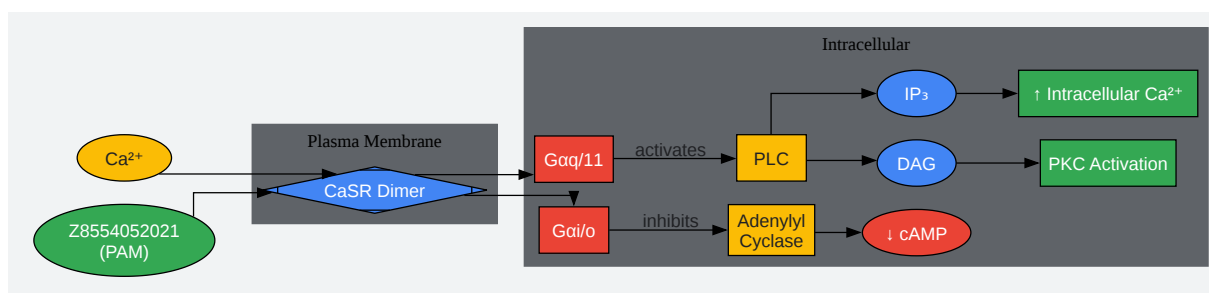 Intracellular
Plasma Membrane
Ca²⁺
CaSR Dimer
Z8554052021
(PAM)
Gαq/11
activates
PLC
IP₃
↑ Intracellular Ca²⁺
DAG
PKC Activation
Gαi/o
inhibits
Adenylyl
Cyclase
↓ cAMP